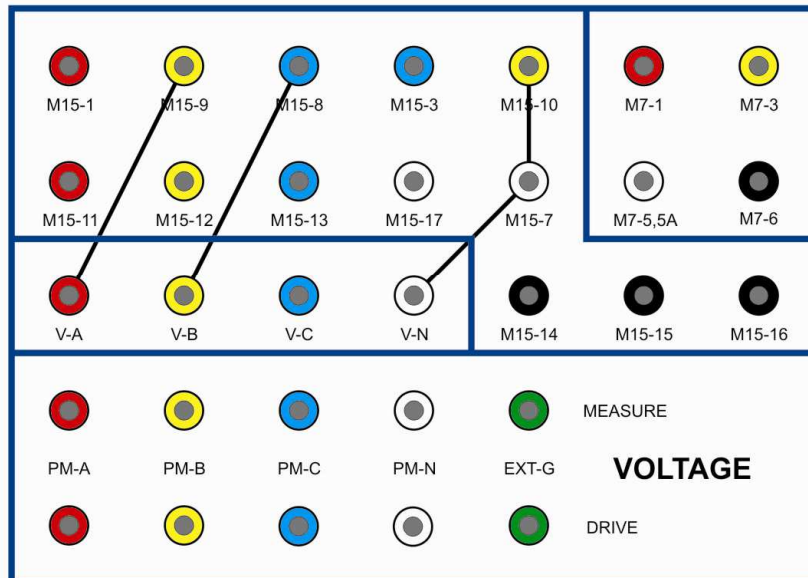 M15-1 M15-9 M15-8 M15-3 M15-10 M7-1 M7-3
M15-11 M15-12 M15-13 M15-17 M15-7 M7-5,5A M7-6
V-A V-B V-C V-N M15-14 M15-15 M15-16
MEASURE
PM-A PM-B PM-C PM-N EXT-G VOLTAGE
DRIVE